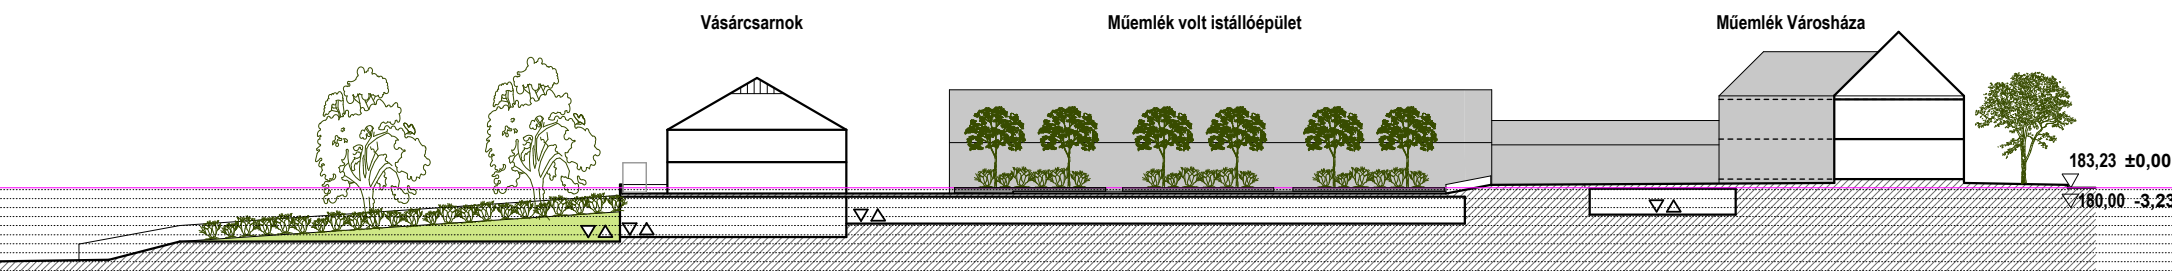 Vásárcsarnok
Műemlék volt istállóépület
Műemlék Városháza
183,23 ±0,00
180,00 -3,23